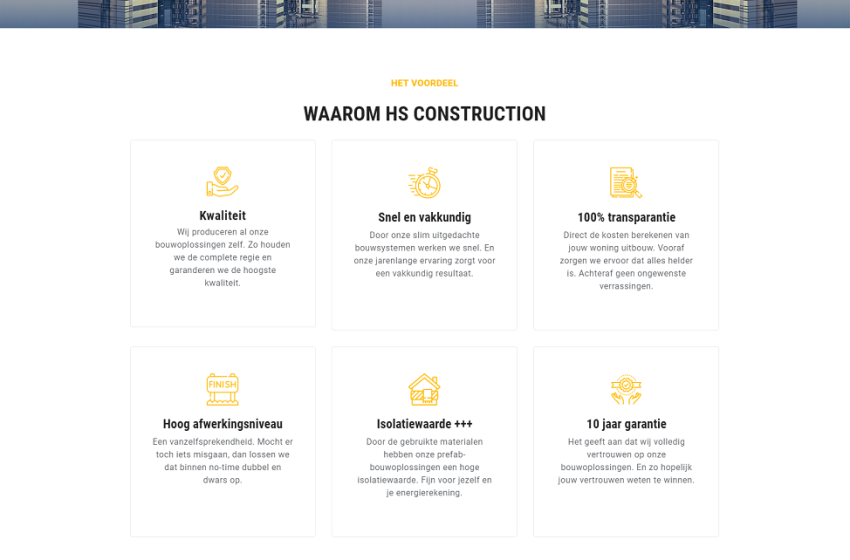 HET VOORDEEL
WAAROM HS CONSTRUCTION
Kwaliteit
Wij produceren al onze
bouwoplossingen zelf. Zo houden
we de complete regie en
garanderen we de hoogste
kwaliteit.
Snel en vakkundig
Door onze slim uitgedachte
bouwsystemen werken we snel. En
onze jarenlange ervaring zorgt voor
een vakkundig resultaat.
100% transparantie
Direct de kosten berekenen van
jouw woning uitbouw. Vooraf
zorgen we ervoor dat alles helder
is. Achteraf geen ongewenste
verrassingen.
FINISH
Hoog afwerkingsniveau
Een vanzelfsprekendheid. Mocht er
toch iets misgaan, dan lossen we
dat binnen no-time dubbel en
dwars op.
Isolatiewaarde +++
Door de gebruikte materialen
hebben onze prefab-
bouwoplossingen een hoge
isolatiewaarde. Fijn voor jezelf en
je energierekening.
10 jaar garantie
Het geeft aan dat wij volledig
vertrouwen op onze
bouwoplossingen. En zo hopelijk
jouw vertrouwen weten te winnen.